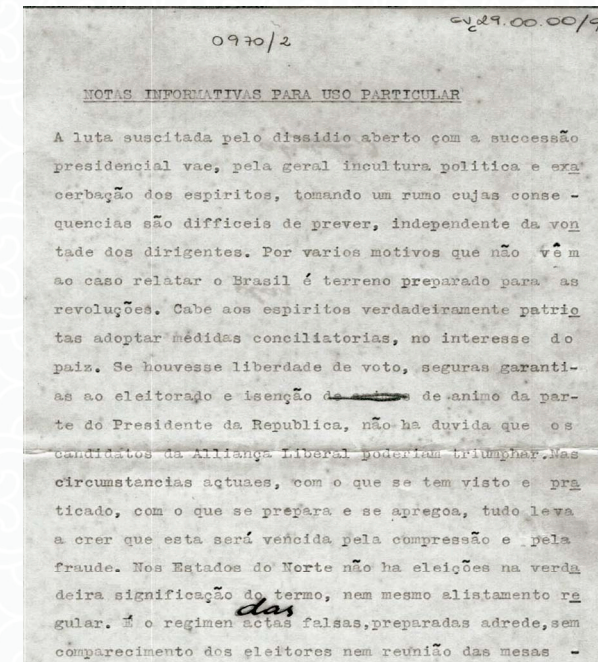 GV c 29.00.00/9
0970/2
NOTAS INFORMATIVAS PARA USO PARTICULAR
A luta suscitada pelo dissidio aberto com a successão
presidencial vae, pela geral incultura politica e exa
cerbação dos espiritos, tomando um rumo cujas conse -
quencias são difficeis de prever, independente da von
tade dos dirigentes. Por varios motivos que não vêm
ao caso relatar o Brasil é terreno preparado para as
revoluções. Cabe aos espiritos verdadeiramente patrio
tas adoptar medidas conciliatorias, no interesse do
paiz. Se houvesse liberdade de voto, seguras garanti-
as ao eleitorado e isenção de animo da par-
te do Presidente da Republica, não ha duvida que os
candidatos da Alliança Liberal poderiam triumphar.Nas
circumstancias actuaes, com o que se tem visto e pra
ticado, com o que se prepara e se apregoa, tudo leva
a crer que esta será vencida pela compressão e pela
fraude. Nos Estados do Norte não ha eleições na verda
deira significação do termo, nem mesmo alistamento re
gular. É o regimen das actas falsas,preparadas adrede,sem
comparecimento dos eleitores nem reunião das mesas -